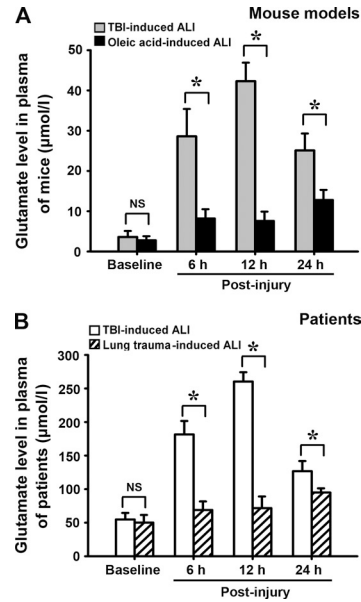 A
Mouse models
TBI-induced ALI
Oleic acid-induced ALI
Glutamate level in plasma
of mice (μmol/l)
50
40
30
20
10
0
NS
*
*
*
Baseline
6 h
12 h
24 h
Post-injury
B
Patients
TBI-induced ALI
Lung trauma-induced ALI
Glutamate level in plasma
of patients (μmol/l)
300
250
200
150
100
50
0
NS
*
*
*
Baseline
6 h
12 h
24 h
Post-injury